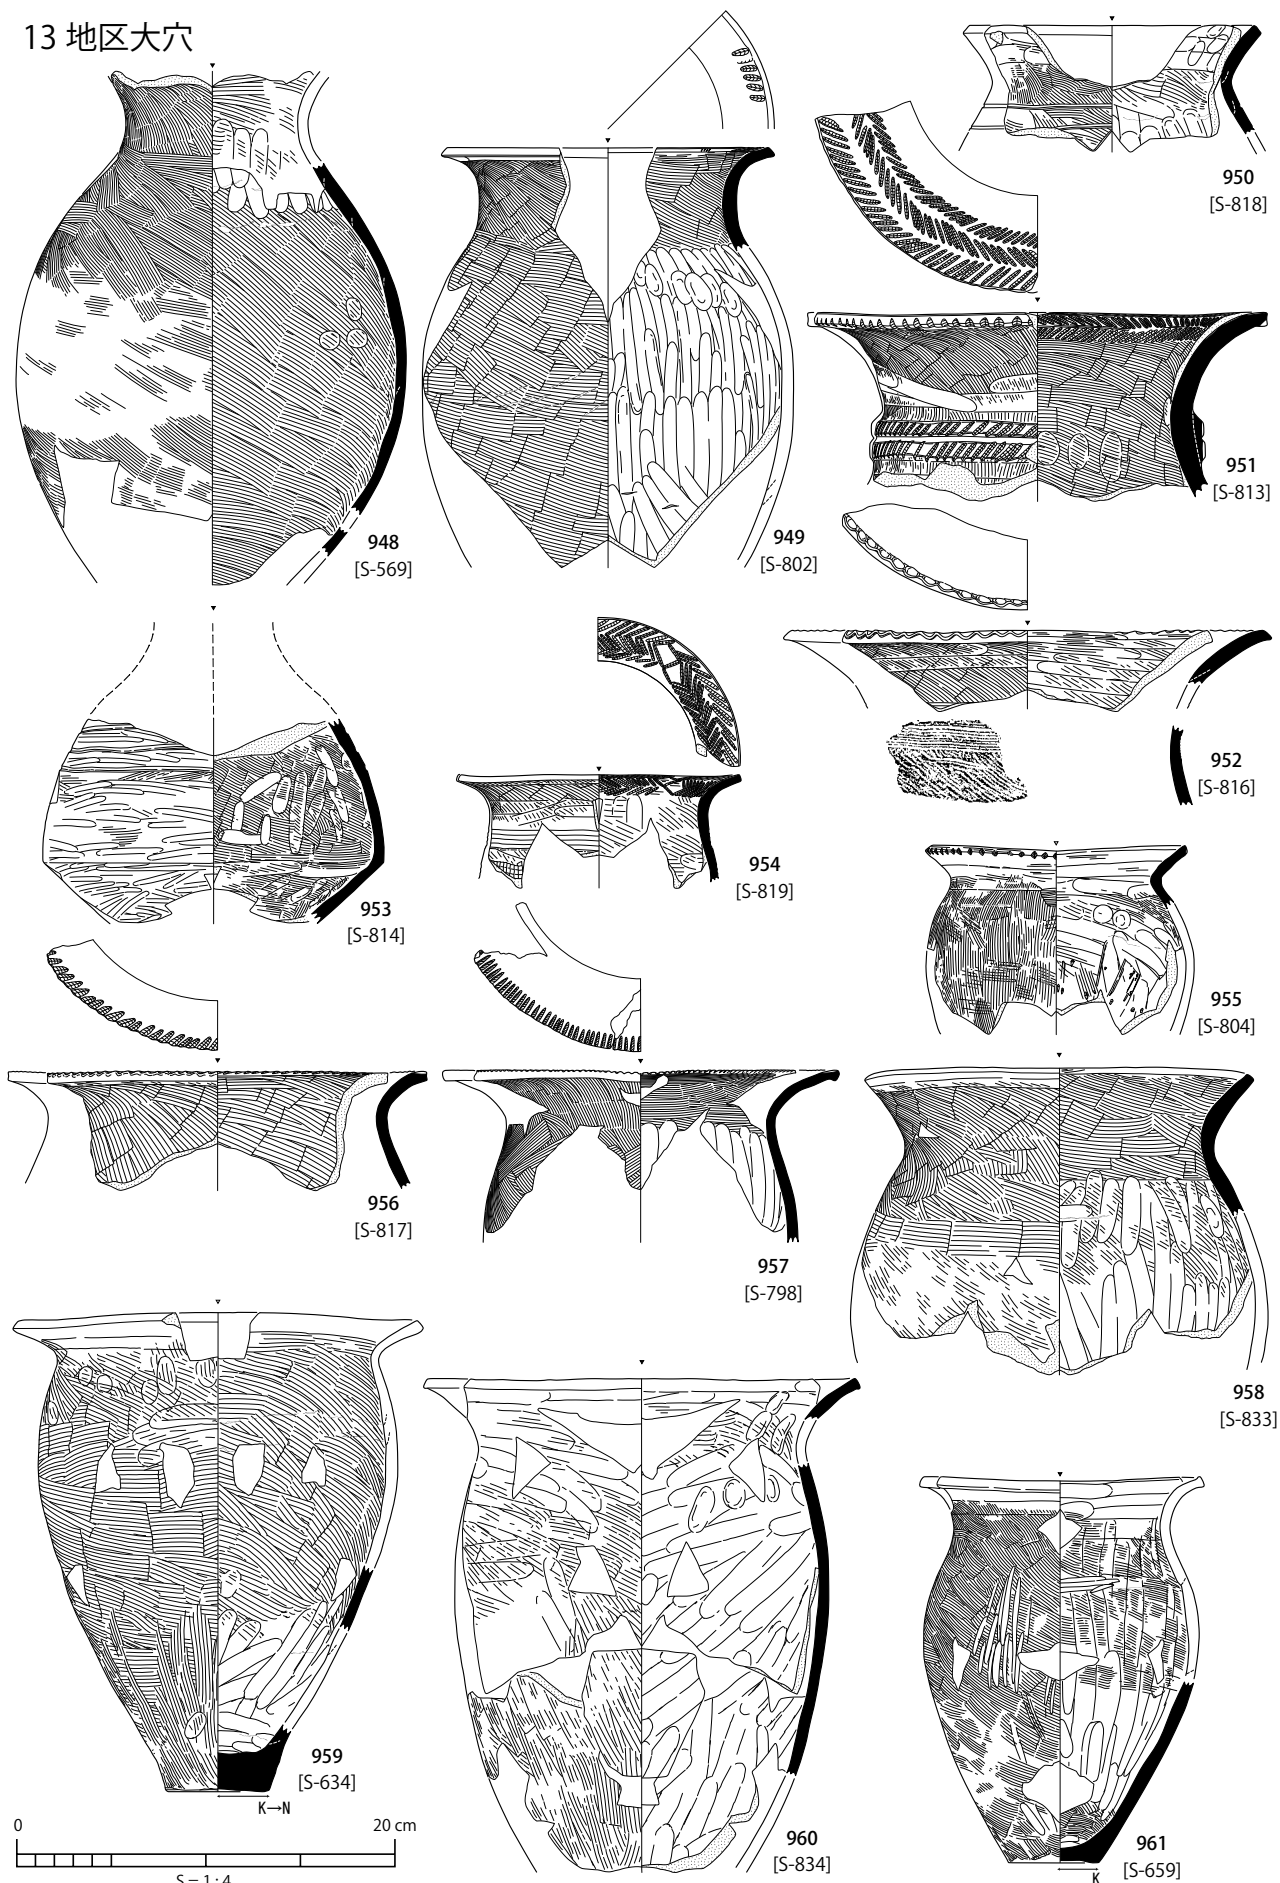 13 地区大穴
950
[S-818]
951
[S-813]
948
[S-569]
949
[S-802]
952
[S-816]
954
[S-819]
953
[S-814]
955
[S-804]
956
[S-817]
957
[S-798]
958
[S-833]
959
[S-634]
K→N
960
[S-834]
961
[S-659]
K
0 20 cm
S = 1 : 4